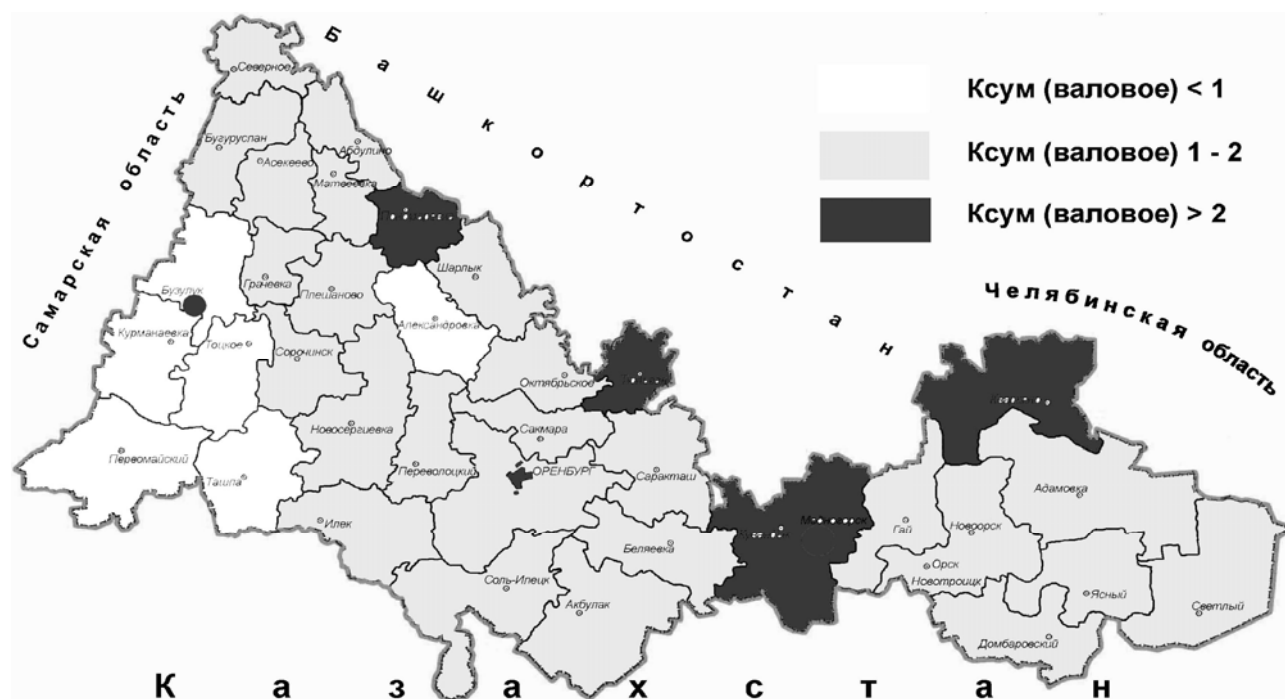 Башкортостан
Самарская область
Челябинская область
Казахстан
Ксум (валовое) < 1
Ксум (валовое) 1 - 2
Ксум (валовое) > 2
Северное
Бугуруслан
Асекеево
Абдулино
Матвеевка
Шарлык
Грачевка
Плешаново
Бузулук
Курманаевка
Тоцкое
Александровка
Сорочинск
Октябрьское
Сакмара
Новосергиевка
Первомайский
Ташла
Переволоцкий
ОРЕНБУРГ
Саракташ
Адамовка
Илек
Беляевка
Гай
Новоорск
Орск
Новотроицк
Соль-Илецк
Акбулак
Ясный
Светлый
Домбаровский